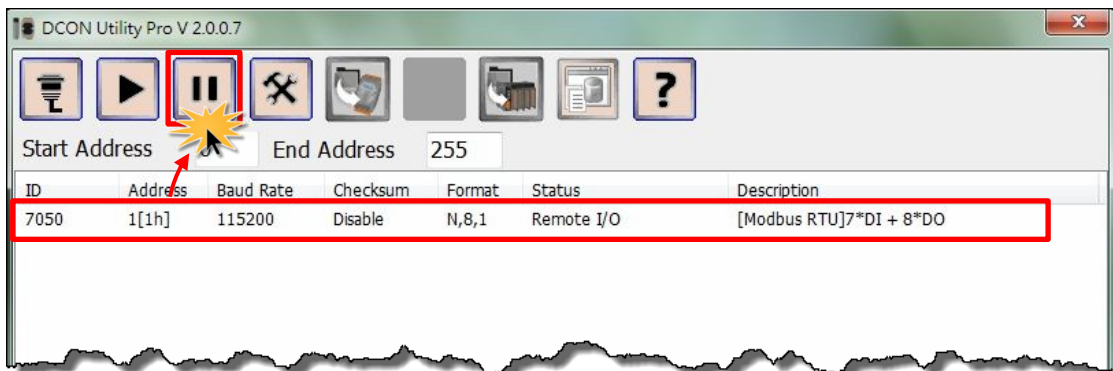 DCON Utility Pro V 2.0.0.7
x
?
Start Address End Address 255
ID Address Baud Rate Checksum Format Status Description
7050 1[1h] 115200 Disable N,8,1 Remote I/O [Modbus RTU]7*DI + 8*DO